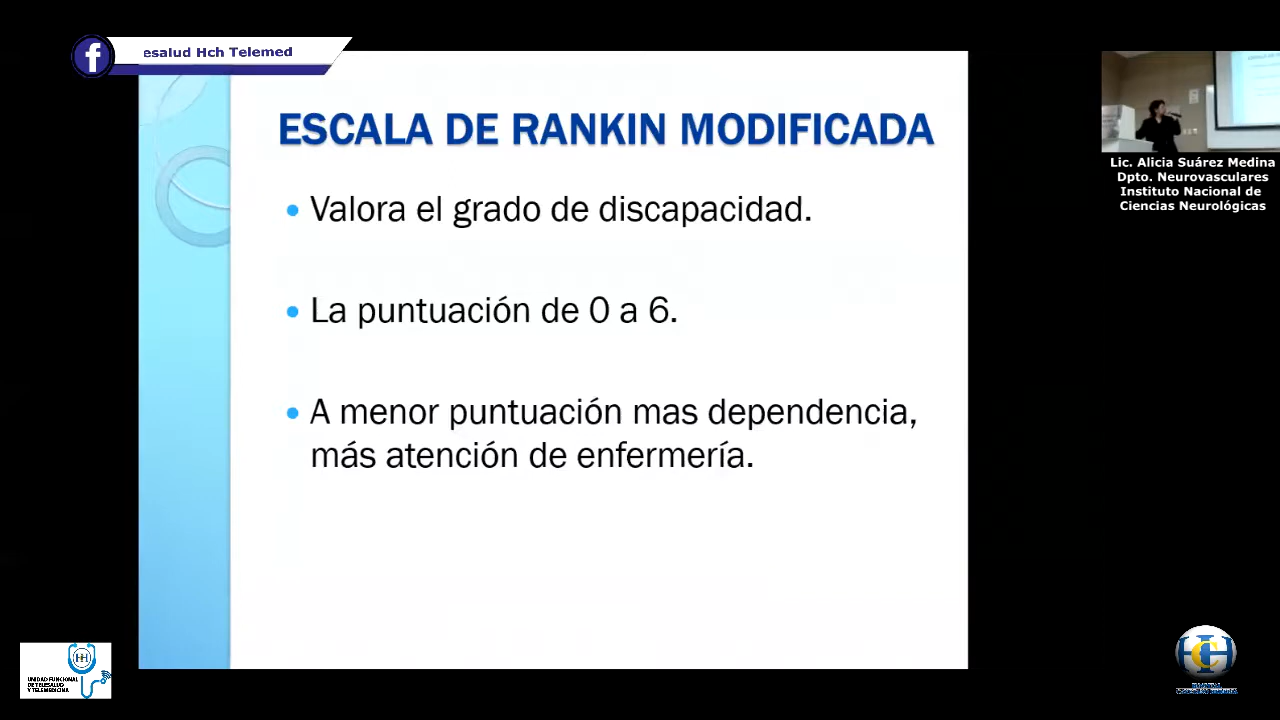 esalud Hch Telemed
ESCALA DE RANKIN MODIFICADA
• Valora el grado de discapacidad.
• La puntuación de 0 a 6.
• A menor puntuación mas dependencia,
más atención de enfermería.
Lic. Alicia Suárez Medina
Dpto. Neurovasculares
Instituto Nacional de
Ciencias Neurológicas
UNIDAD FUNCIONAL
DE TELESALUD
Y TELEMEDICINA